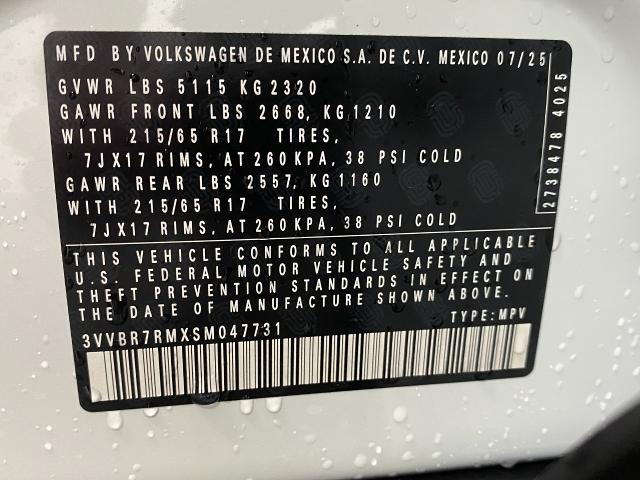 MFD BY VOLKSWAGEN DE MEXICO S.A. DE C.V. MEXICO 07/25
GVWR LBS 5115 KG 2320
GAWR FRONT LBS 2668, KG 1210
WITH 215/65 R17 TIRES,
7JX17 RIMS, AT 260 KPA, 38 PSI COLD
GAWR REAR LBS 2557, KG 1160
WITH 215/65 R17 TIRES,
7JX17 RIMS, AT 260 KPA, 38 PSI COLD
THIS VEHICLE CONFORMS TO ALL APPLICABLE
U.S. FEDERAL MOTOR VEHICLE SAFETY AND
THEFT PREVENTION STANDARDS IN EFFECT ON
THE DATE OF MANUFACTURE SHOWN ABOVE.
3VVBR7RMXSM047731 TYPE: MPV
2738478 4025